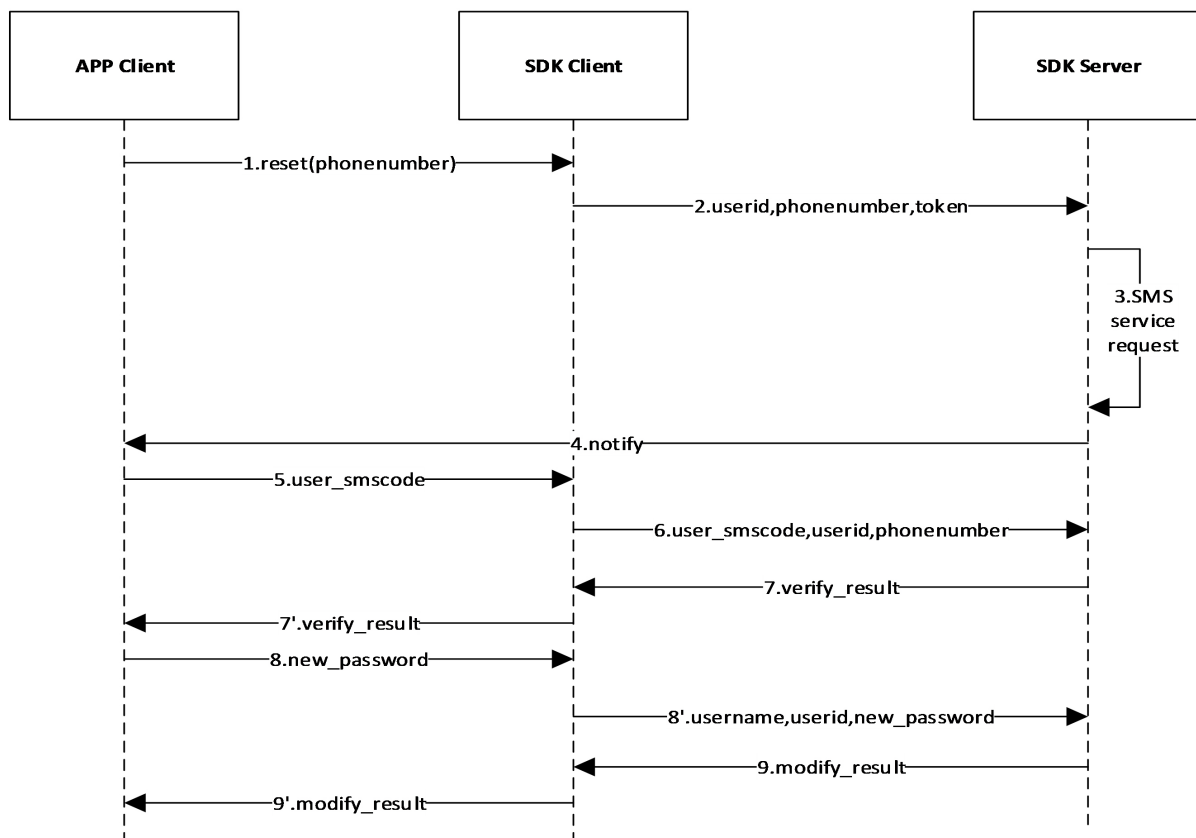 APP Client
SDK Client
SDK Server
1.reset(phonenumber)
2.userid,phonenumber,token
3.SMS
service
request
4.notify
5.user_smscode
6.user_smscode,userid,phonenumber
7.verify_result
7'.verify_result
8.new_password
8'.username,userid,new_password
9.modify_result
9'.modify_result